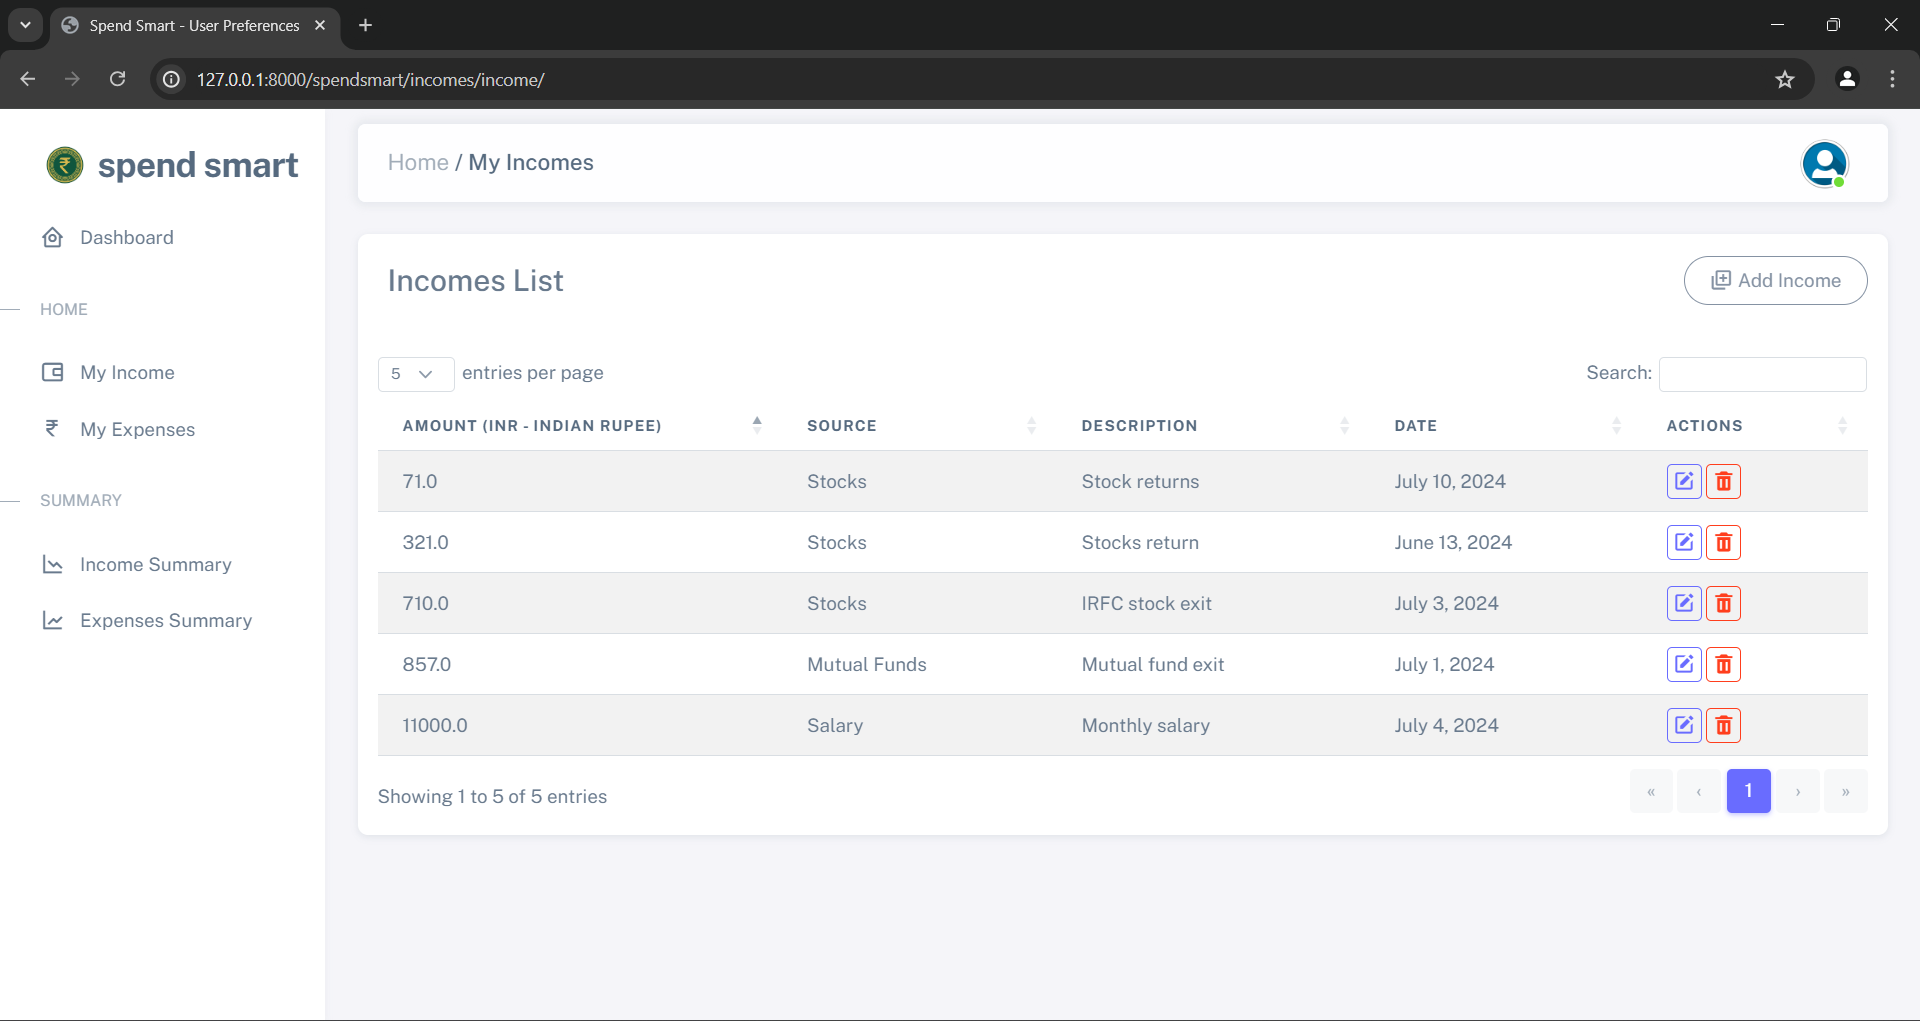 Spend Smart - User Preferences
127.0.0.1:8000/spendsmart/incomes/income/
spend smart
Dashboard
HOME
My Income
My Expenses
SUMMARY
Income Summary
Expenses Summary
Home / My Incomes
Incomes List
Add Income
5 entries per page
Search:
AMOUNT (INR - INDIAN RUPEE) SOURCE DESCRIPTION DATE ACTIONS
71.0 Stocks Stock returns July 10, 2024
321.0 Stocks Stocks return June 13, 2024
710.0 Stocks IRFC stock exit July 3, 2024
857.0 Mutual Funds Mutual fund exit July 1, 2024
11000.0 Salary Monthly salary July 4, 2024
Showing 1 to 5 of 5 entries
« ‹ 1 › »